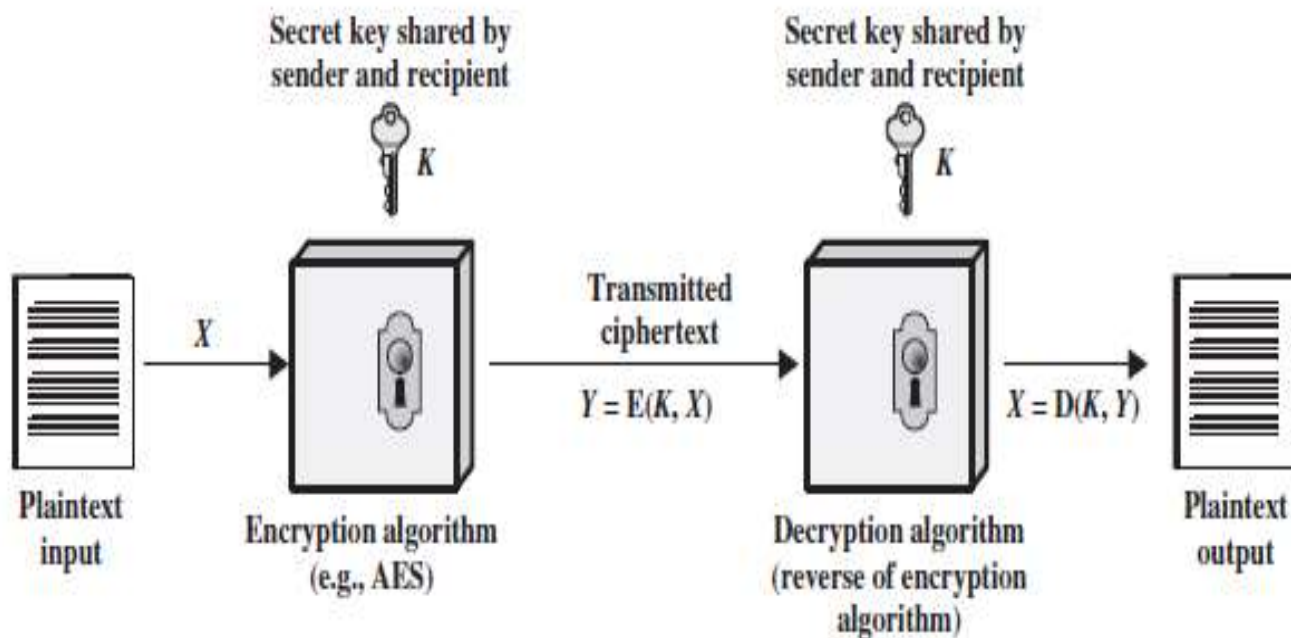 Secret key shared by
sender and recipient
K
Secret key shared by
sender and recipient
K
X
Transmitted
ciphertext
Y = E(K, X)
X = D(K, Y)
Plaintext
input
Encryption algorithm
(e.g., AES)
Decryption algorithm
(reverse of encryption
algorithm)
Plaintext
output